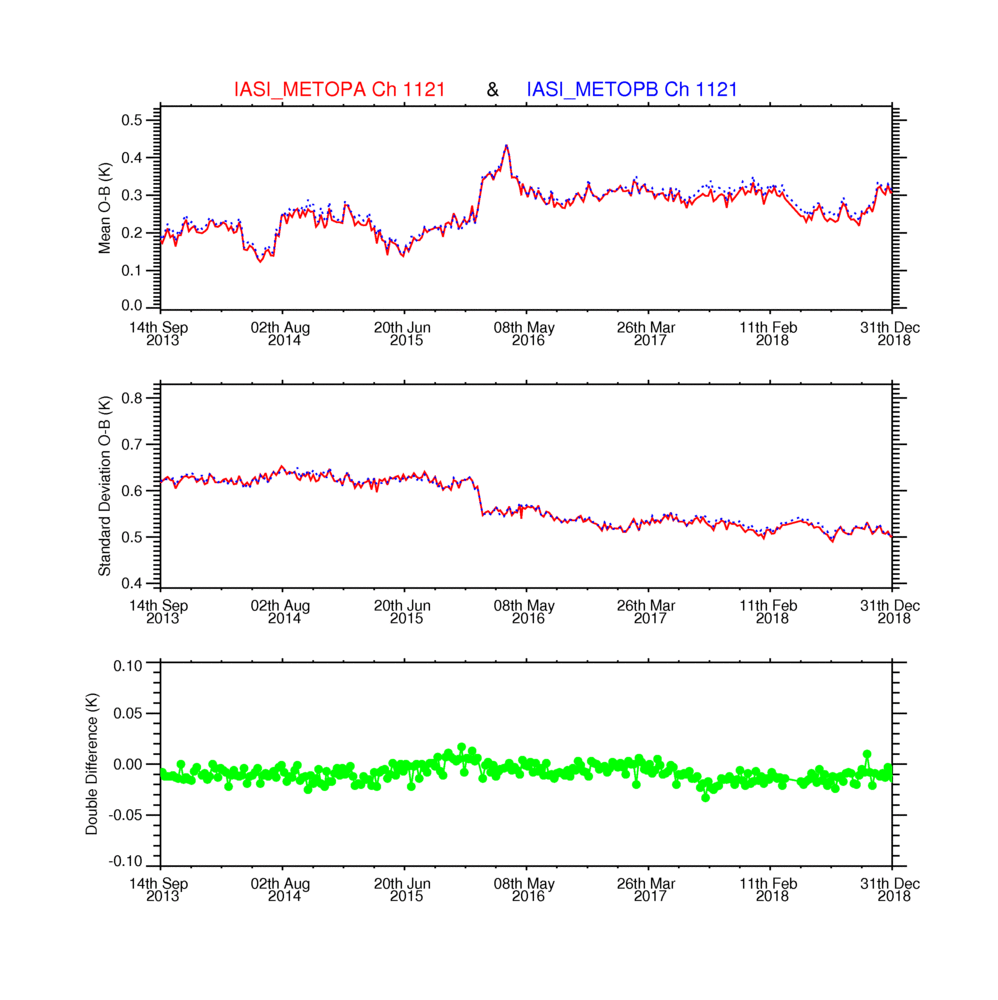 IASI_METOPA Ch 1121 & IASI_METOPB Ch 1121
Mean O-B (K)
0.5
0.4
0.3
0.2
0.1
0.0
14th Sep 02th Aug 20th Jun 08th May 26th Mar 11th Feb 31th Dec
2013 2014 2015 2016 2017 2018 2018
Standard Deviation O-B (K)
0.8
0.7
0.6
0.5
0.4
14th Sep 02th Aug 20th Jun 08th May 26th Mar 11th Feb 31th Dec
2013 2014 2015 2016 2017 2018 2018
Double Difference (K)
0.10
0.05
0.00
-0.05
-0.10
14th Sep 02th Aug 20th Jun 08th May 26th Mar 11th Feb 31th Dec
2013 2014 2015 2016 2017 2018 2018